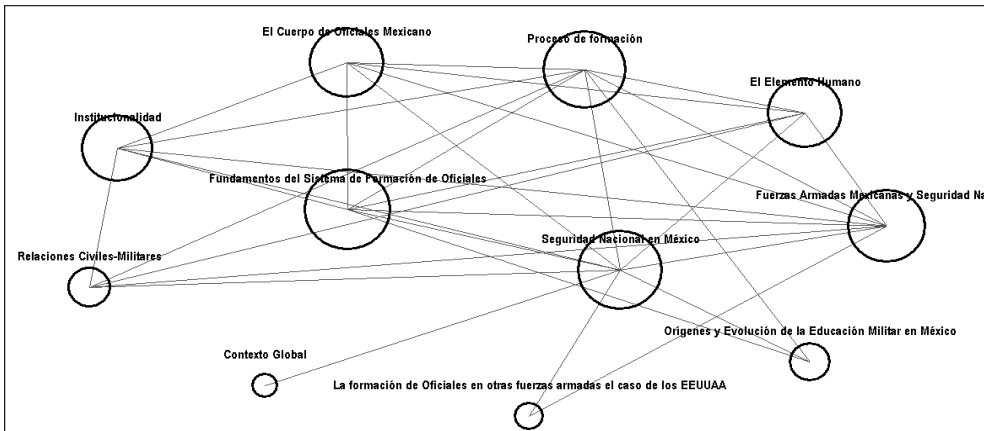 El Cuerpo de Oficiales Mexicano
Proceso de formación
El Elemento Humano
Institucionalidad
Fundamentos del Sistema de Formación de Oficiales
Fuerzas Armadas Mexicanas y Seguridad Na
Seguridad Nacional en México
Relaciones Civiles-Militares
Orígenes y Evolución de la Educación Militar en México
Contexto Global
La formación de Oficiales en otras fuerzas armadas el caso de los EEUUAA